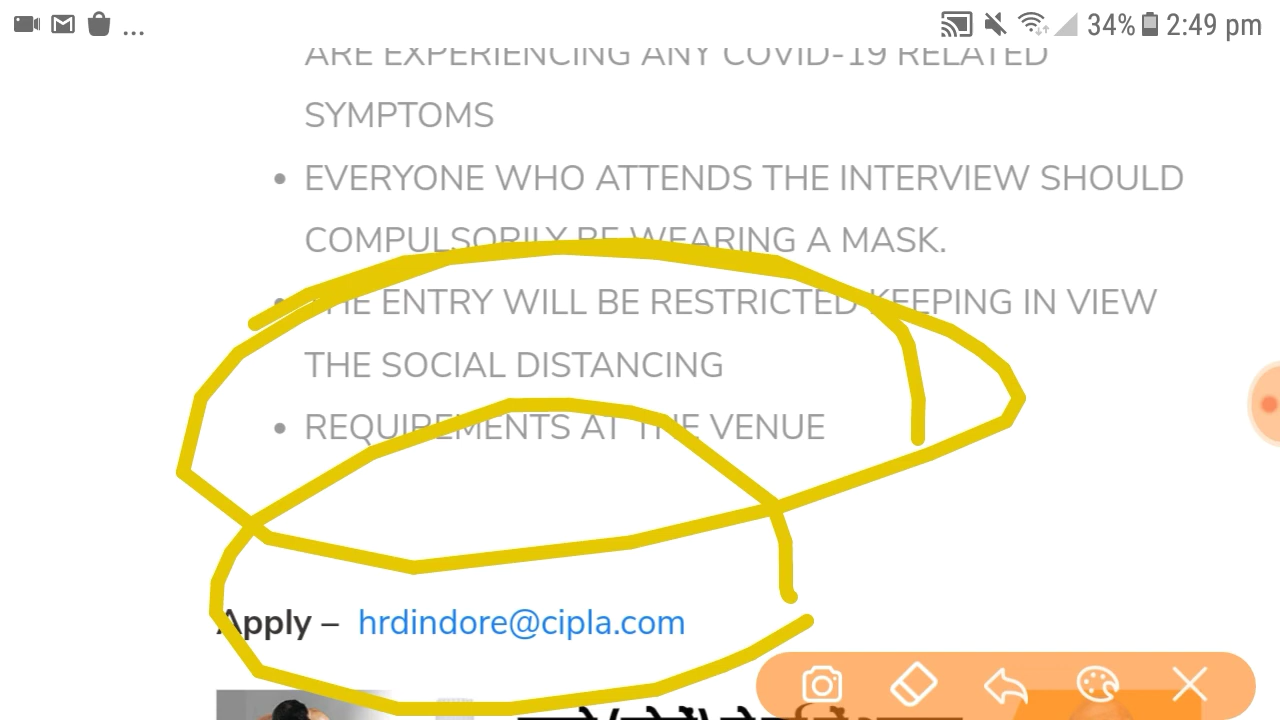 ... 34% 2:49 pm
ARE EXPERIENCING ANY COVID-19 RELATED
SYMPTOMS
• EVERYONE WHO ATTENDS THE INTERVIEW SHOULD
COMPULSORILY BE WEARING A MASK.
• THE ENTRY WILL BE RESTRICTED KEEPING IN VIEW
THE SOCIAL DISTANCING
• REQUIREMENTS AT THE VENUE
Apply – hrdindore@cipla.com